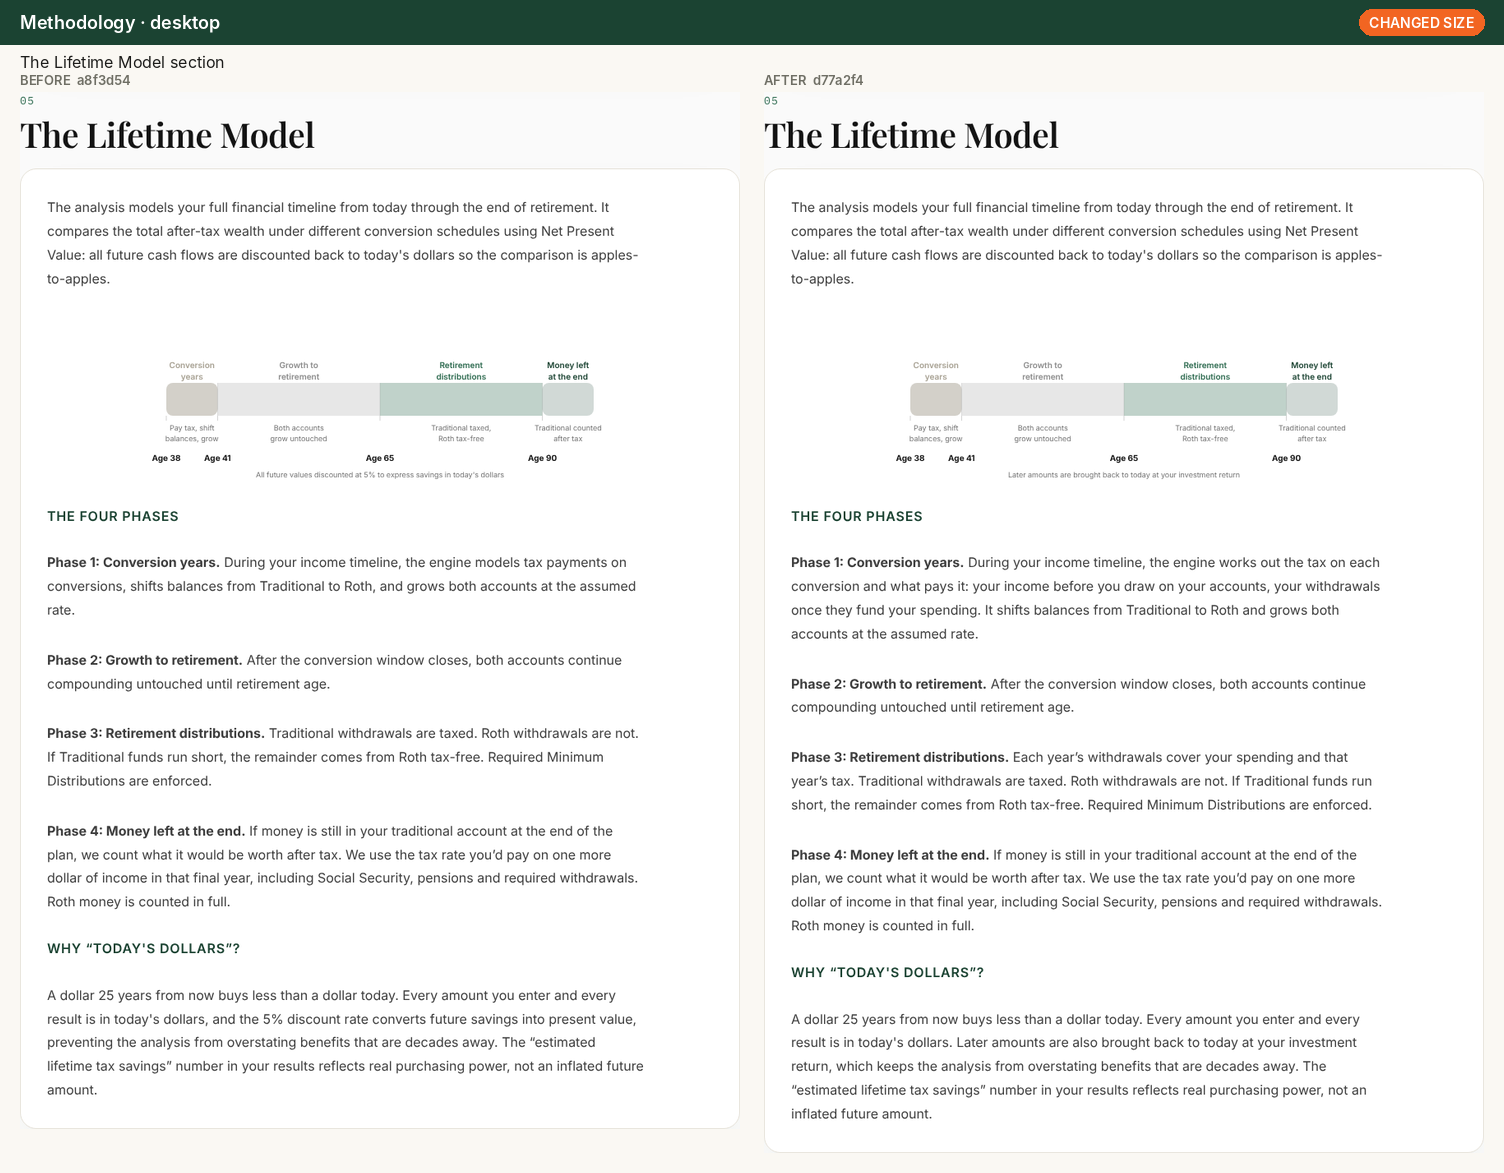 Methodology · desktop
CHANGED SIZE
The Lifetime Model section
BEFORE a8f3d54
05
The Lifetime Model
The analysis models your full financial timeline from today through the end of retirement. It
compares the total after-tax wealth under different conversion schedules using Net Present
Value: all future cash flows are discounted back to today's dollars so the comparison is apples-
to-apples.
Conversion
years
Growth to
retirement
Retirement
distributions
Money left
at the end
Pay tax, shift
balances, grow
Both accounts
grow untouched
Traditional taxed,
Roth tax-free
Traditional counted
after tax
Age 38
Age 41
Age 65
Age 90
All future values discounted at 5% to express savings in today's dollars
THE FOUR PHASES
Phase 1: Conversion years. During your income timeline, the engine models tax payments on
conversions, shifts balances from Traditional to Roth, and grows both accounts at the assumed
rate.
Phase 2: Growth to retirement. After the conversion window closes, both accounts continue
compounding untouched until retirement age.
Phase 3: Retirement distributions. Traditional withdrawals are taxed. Roth withdrawals are not.
If Traditional funds run short, the remainder comes from Roth tax-free. Required Minimum
Distributions are enforced.
Phase 4: Money left at the end. If money is still in your traditional account at the end of the
plan, we count what it would be worth after tax. We use the tax rate you’d pay on one more
dollar of income in that final year, including Social Security, pensions and required withdrawals.
Roth money is counted in full.
WHY “TODAY'S DOLLARS”?
A dollar 25 years from now buys less than a dollar today. Every amount you enter and every
result is in today's dollars, and the 5% discount rate converts future savings into present value,
preventing the analysis from overstating benefits that are decades away. The “estimated
lifetime tax savings” number in your results reflects real purchasing power, not an inflated future
amount.
AFTER d77a2f4
05
The Lifetime Model
The analysis models your full financial timeline from today through the end of retirement. It
compares the total after-tax wealth under different conversion schedules using Net Present
Value: all future cash flows are discounted back to today's dollars so the comparison is apples-
to-apples.
Conversion
years
Growth to
retirement
Retirement
distributions
Money left
at the end
Pay tax, shift
balances, grow
Both accounts
grow untouched
Traditional taxed,
Roth tax-free
Traditional counted
after tax
Age 38
Age 41
Age 65
Age 90
Later amounts are brought back to today at your investment return
THE FOUR PHASES
Phase 1: Conversion years. During your income timeline, the engine works out the tax on each
conversion and what pays it: your income before you draw on your accounts, your withdrawals
once they fund your spending. It shifts balances from Traditional to Roth and grows both
accounts at the assumed rate.
Phase 2: Growth to retirement. After the conversion window closes, both accounts continue
compounding untouched until retirement age.
Phase 3: Retirement distributions. Each year’s withdrawals cover your spending and that
year’s tax. Traditional withdrawals are taxed. Roth withdrawals are not. If Traditional funds run
short, the remainder comes from Roth tax-free. Required Minimum Distributions are enforced.
Phase 4: Money left at the end. If money is still in your traditional account at the end of the
plan, we count what it would be worth after tax. We use the tax rate you’d pay on one more
dollar of income in that final year, including Social Security, pensions and required withdrawals.
Roth money is counted in full.
WHY “TODAY'S DOLLARS”?
A dollar 25 years from now buys less than a dollar today. Every amount you enter and every
result is in today's dollars. Later amounts are also brought back to today at your investment
return, which keeps the analysis from overstating benefits that are decades away. The
“estimated lifetime tax savings” number in your results reflects real purchasing power, not an
inflated future amount.